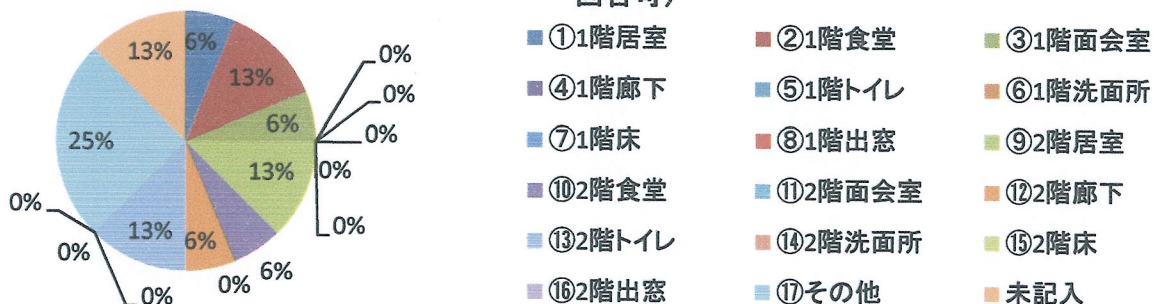 回答可）
①1階居室 ②1階食堂 ③1階面会室
④1階廊下 ⑤1階トイレ ⑥1階洗面所
⑦1階床 ⑧1階出窓 ⑨2階居室
⑩2階食堂 ⑪2階面会室 ⑫2階廊下
⑬2階トイレ ⑭2階洗面所 ⑮2階床
⑯2階出窓 ⑰その他 未記入
6%
13%
6%
0%
0%
0%
0%
0%
13%
6%
0%
6%
13%
0%
0%
0%
25%
13%